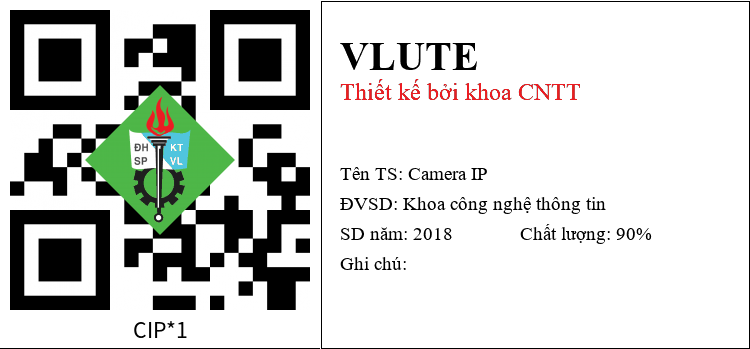 ĐH KT
SP VL
CIP*1
VLUTE
Thiết kế bởi khoa CNTT
Tên TS: Camera IP
ĐVSD: Khoa công nghệ thông tin
SD năm: 2018 Chất lượng: 90%
Ghi chú: